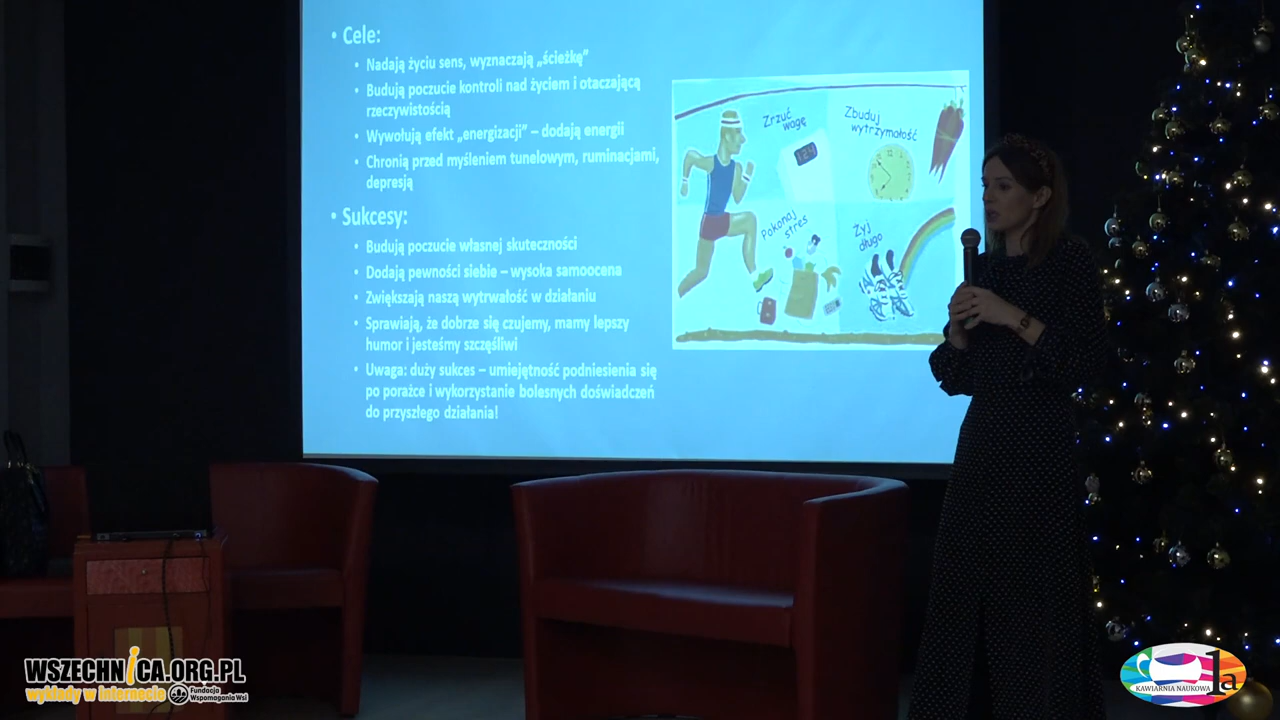 • Cele:
• Nadają życiu sens, wyznaczają „ścieżkę”
• Budują poczucie kontroli nad życiem i otaczającą
rzeczywistością
• Wywołują efekt „energizacji” – dodają energii
• Chronią przed myśleniem tunelowym, ruminacjami,
depresją
• Sukcesy:
• Budują poczucie własnej skuteczności
• Dodają pewności siebie – wysoka samoocena
• Zwiększają naszą wytrwałość w działaniu
• Sprawiają, że dobrze się czujemy, mamy lepszy
humor i jesteśmy szczęśliwi
• Uwaga: duży sukces – umiejętność podniesienia się
po porażce i wykorzystanie bolesnych doświadczeń
do przyszłego działania!
Zrzuć
wagę
124
Zbuduj
wytrzymałość
Pokonaj
stres
Żyj
długo
WSZECHNICA.ORG.PL
wykłady w internecie
Fundacja
Wspomagania Wsi
KAWIARNIA NAUKOWA
1a